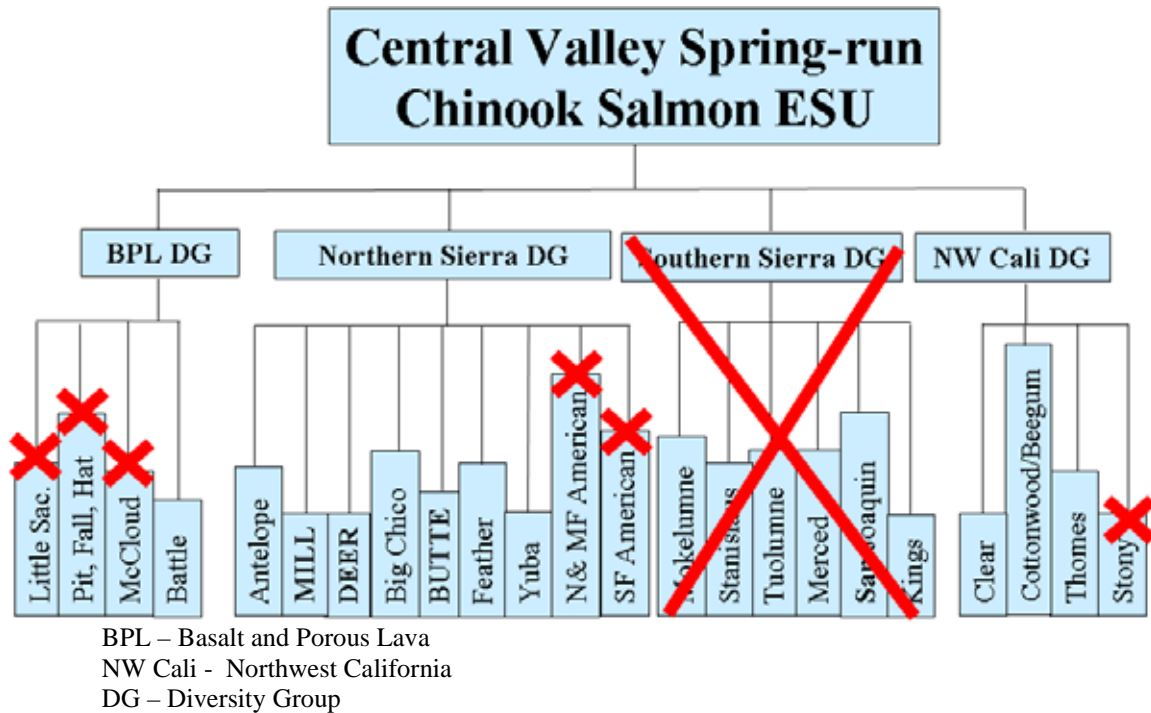 Central Valley Spring-run
Chinook Salmon ESU
BPL DG
Northern Sierra DG
Southern Sierra DG
NW Cali DG
Little Sac.
Pit, Fall, Hat
McCloud
Battle
Antelope
MILL
DEER
Big Chico
BUTTE
Feather
Yuba
N& MF American
SF American
Mokelumne
Stanislaus
Tuolumne
Merced
San Joaquin
Kings
Clear
Cottonwood/Beegum
Thomes
Stony
BPL – Basalt and Porous Lava
NW Cali - Northwest California
DG – Diversity Group